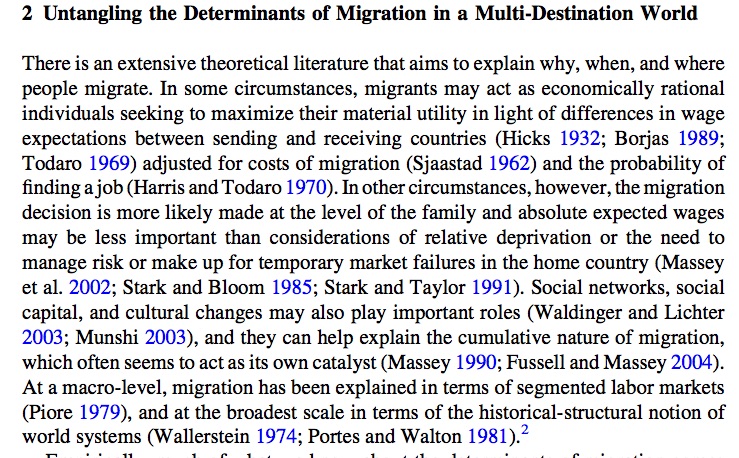 2 Untangling the Determinants of Migration in a Multi-Destination World
There is an extensive theoretical literature that aims to explain why, when, and where
people migrate. In some circumstances, migrants may act as economically rational
individuals seeking to maximize their material utility in light of differences in wage
expectations between sending and receiving countries (Hicks 1932; Borjas 1989;
Todaro 1969) adjusted for costs of migration (Sjaastad 1962) and the probability of
finding a job (Harris and Todaro 1970). In other circumstances, however, the migration
decision is more likely made at the level of the family and absolute expected wages
may be less important than considerations of relative deprivation or the need to
manage risk or make up for temporary market failures in the home country (Massey
et al. 2002; Stark and Bloom 1985; Stark and Taylor 1991). Social networks, social
capital, and cultural changes may also play important roles (Waldinger and Lichter
2003; Munshi 2003), and they can help explain the cumulative nature of migration,
which often seems to act as its own catalyst (Massey 1990; Fussell and Massey 2004).
At a macro-level, migration has been explained in terms of segmented labor markets
(Piore 1979), and at the broadest scale in terms of the historical-structural notion of
world systems (Wallerstein 1974; Portes and Walton 1981).2